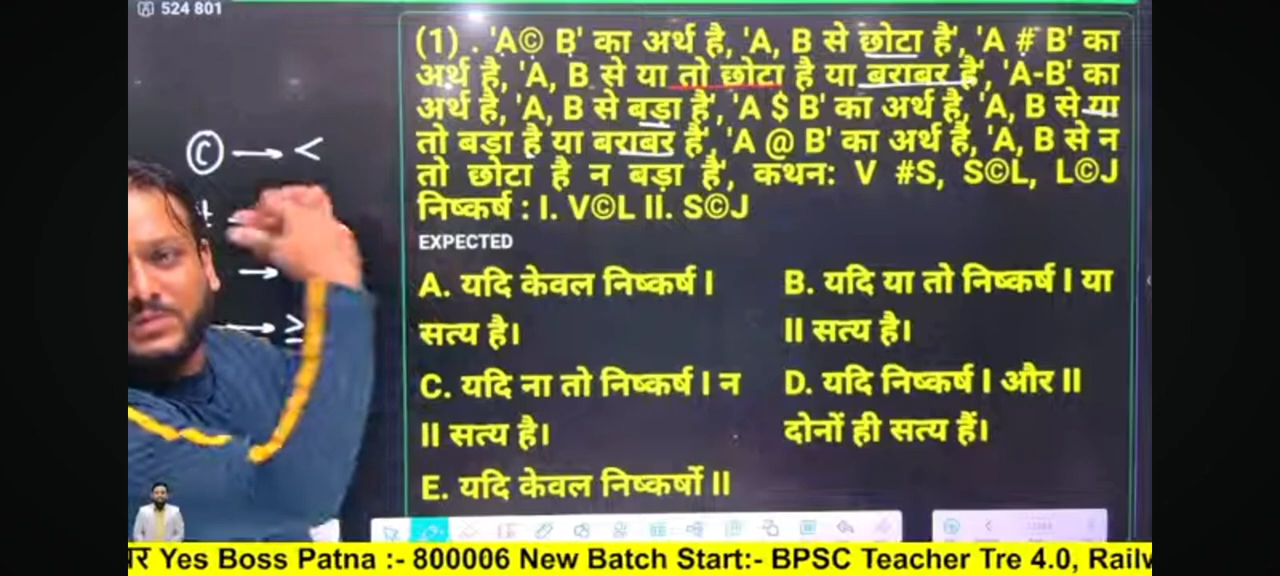 524 801
(1) . 'A© B' का अर्थ है, 'A, B से छोटा है', 'A # B' का
अर्थ है, 'A, B से या तो छोटा है या बराबर है', 'A-B' का
अर्थ है, 'A, B से बड़ा है', 'A $ B' का अर्थ है, 'A, B से या
तो बड़ा है या बराबर है', 'A @ B' का अर्थ है, 'A, B से न
तो छोटा है न बड़ा है', कथन: V #S, S©L, L©J
निष्कर्ष : I. V©L II. S©J
EXPECTED
A. यदि केवल निष्कर्ष I
सत्य है।
B. यदि या तो निष्कर्ष I या
II सत्य है।
C. यदि ना तो निष्कर्ष I न
II सत्य है।
D. यदि निष्कर्ष I और II
दोनों ही सत्य हैं।
E. यदि केवल निष्कर्षो II
© → <
→
→ ≥
पर Yes Boss Patna :- 800006 New Batch Start:- BPSC Teacher Tre 4.0, Railw